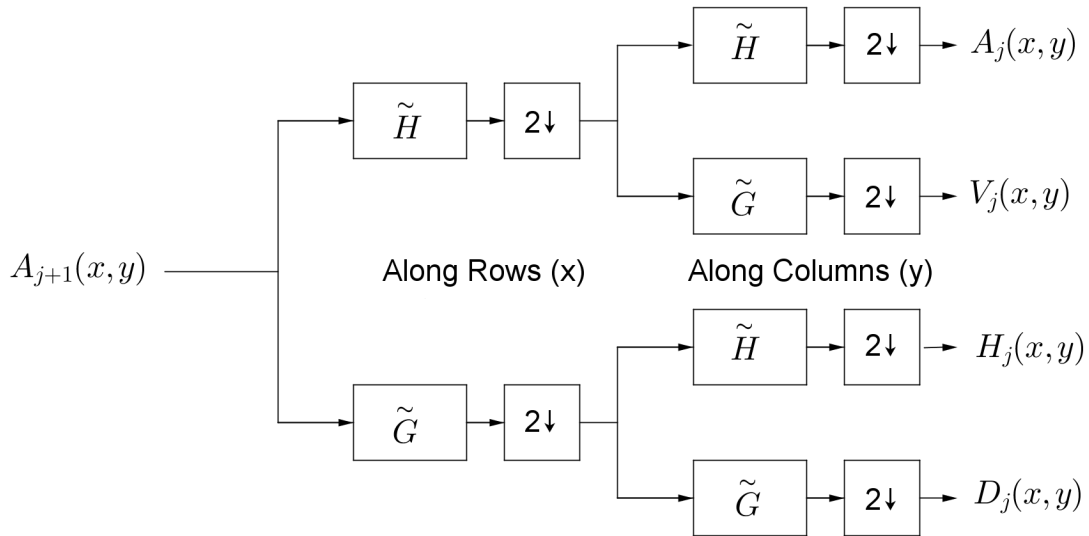 H̃ 2↓ A_j(x, y)
H̃ 2↓
G̃ 2↓ V_j(x, y)
A_{j+1}(x, y) Along Rows (x) Along Columns (y)
H̃ 2↓ H_j(x, y)
G̃ 2↓
G̃ 2↓ D_j(x, y)